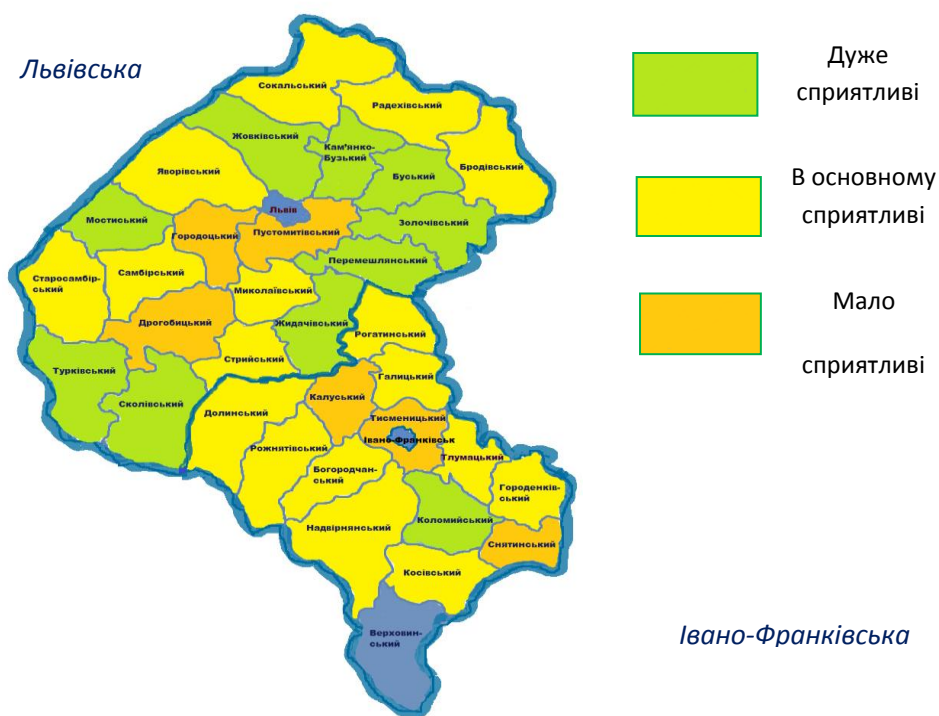 Львівська
Сокальський
Радехівський
Жовківський
Кам'янко-
Бузький
Буський
Бродівський
Яворівський
Львів
Мостиський
Городоцький
Пустомитівський
Золочівський
Перемешлянський
Старосамбір-
ський
Самбірський
Миколаївський
Дрогобицький
Жидачівський
Рогатинський
Стрийський
Турківський
Сколівський
Галицький
Долинський
Калуський
Тисменицький
Івано-Франківськ
Рожнятівський
Тлумацький
Богородчан-
ський
Городенків-
ський
Надвірнянський
Коломийський
Снятинський
Косівський
Верховин-
ський
Дуже
сприятливі
В основному
сприятливі
Мало
сприятливі
Івано-Франківська